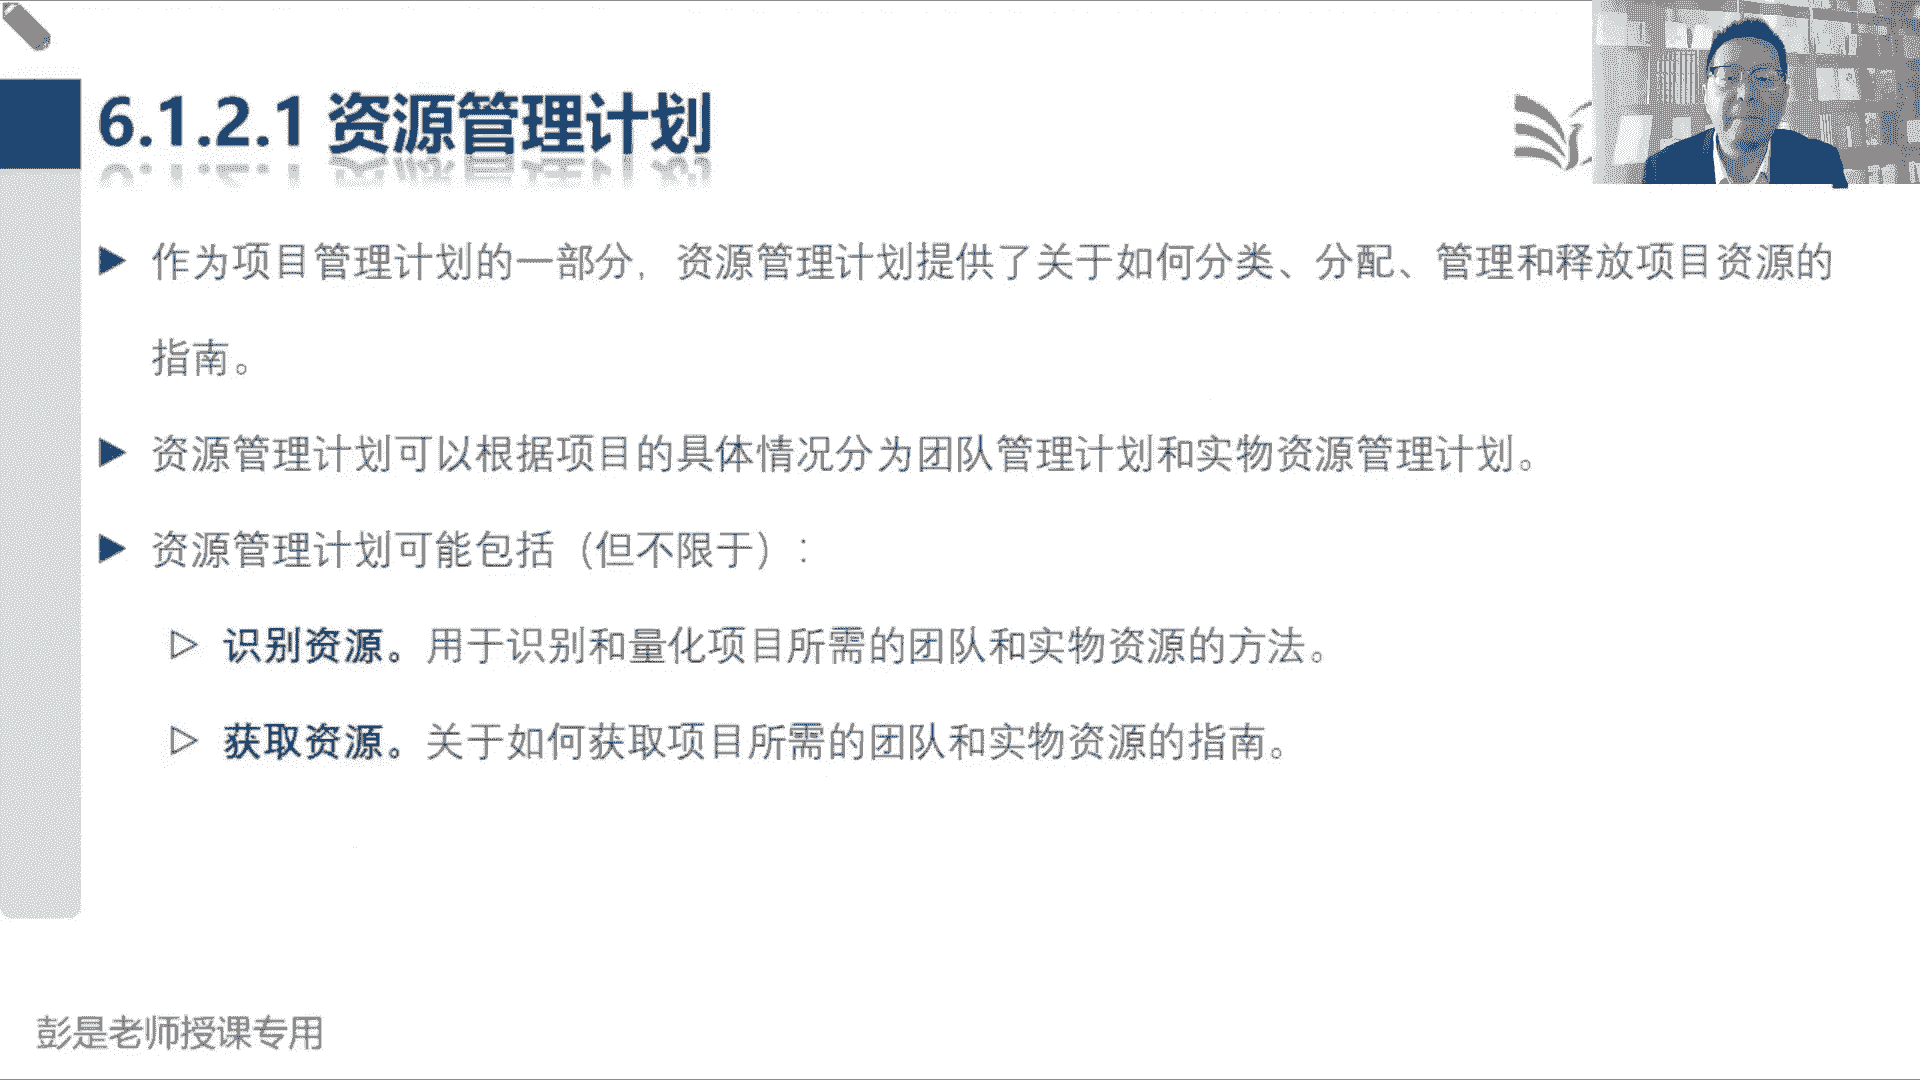 6.1.2.1 资源管理计划
作为项目管理计划的一部分，资源管理计划提供了关于如何分类、分配、管理和释放项目资源的
指南。
资源管理计划可以根据项目的具体情况分为团队管理计划和实物资源管理计划。
资源管理计划可能包括（但不限于）：
识别资源。用于识别和量化项目所需的团队和实物资源的方法。
获取资源。关于如何获取项目所需的团队和实物资源的指南。
彭是老师授课专用